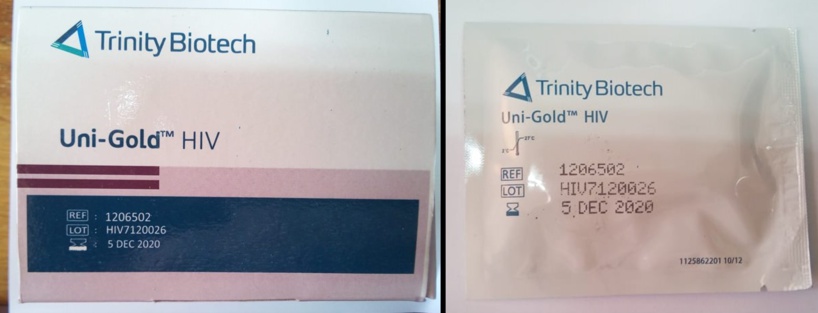 Trinity Biotech
Uni-Gold™ HIV
REF : 1206502
LOT : HIV7120026
: 5 DEC 2020
Trinity Biotech
Uni-Gold™ HIV
REF 1206502
LOT HIV7120026
5 DEC 2020
1125862201 10/12